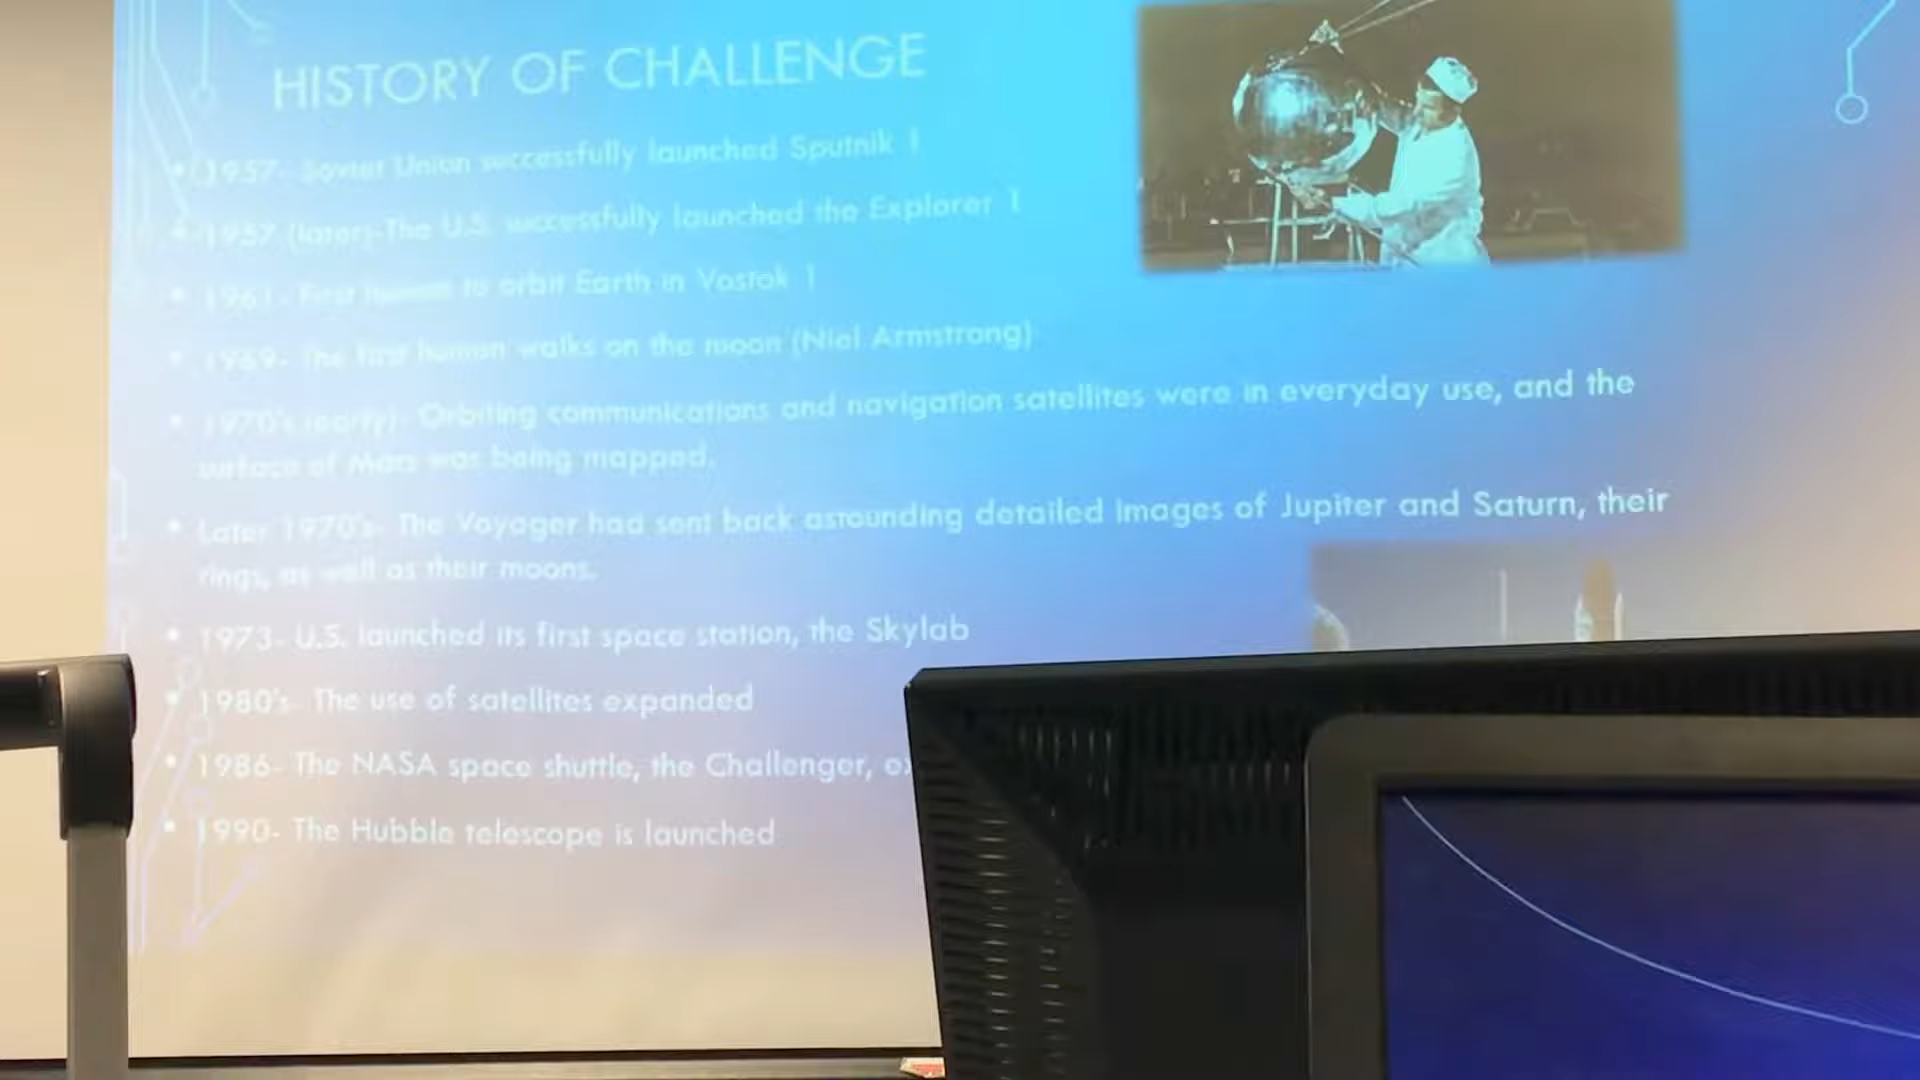 HISTORY OF CHALLENGE
• 1957- Soviet Union successfully launched Sputnik 1
• 1957 (later)-The U.S. successfully launched the Explorer 1
• 1961- First human to orbit Earth in Vostok 1
• 1969- The first human walks on the moon (Niel Armstrong)
• 1970's (early)- Orbiting communications and navigation satellites were in everyday use, and the
surface of Mars was being mapped.
• Later 1970's- The Voyager had sent back astounding detailed images of Jupiter and Saturn, their
rings, as well as their moons.
• 1973- U.S. launched its first space station, the Skylab
• 1980's- The use of satellites expanded
• 1986- The NASA space shuttle, the Challenger,
• 1990- The Hubble telescope is launched